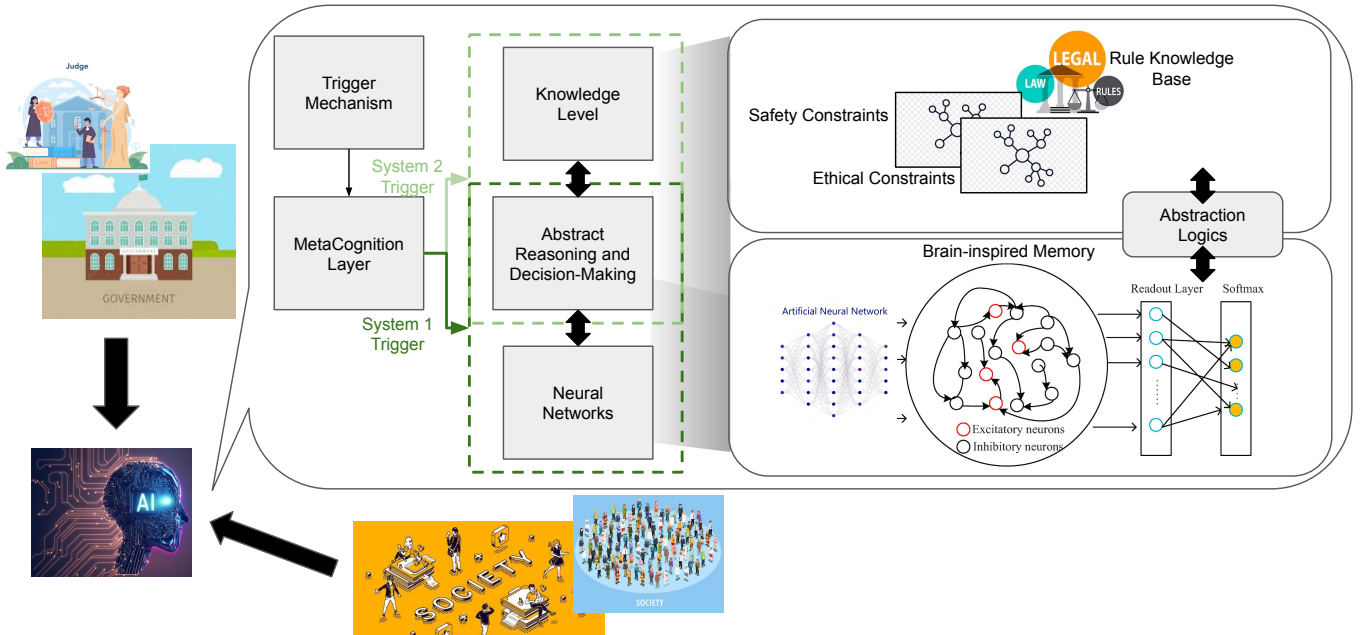 Judge
LAW
GOVERNMENT
GOVERNMENT
Trigger
Mechanism
MetaCognition
Layer
System 2
Trigger
System 1
Trigger
Knowledge
Level
Abstract
Reasoning and
Decision-Making
Neural
Networks
LEGAL
LAW
RULES
Rule Knowledge
Base
Safety Constraints
Ethical Constraints
Abstraction
Logics
Brain-inspired Memory
Artificial Neural Network
Readout Layer
Softmax
Excitatory neurons
Inhibitory neurons
AI
SOCIETY
SOCIETY